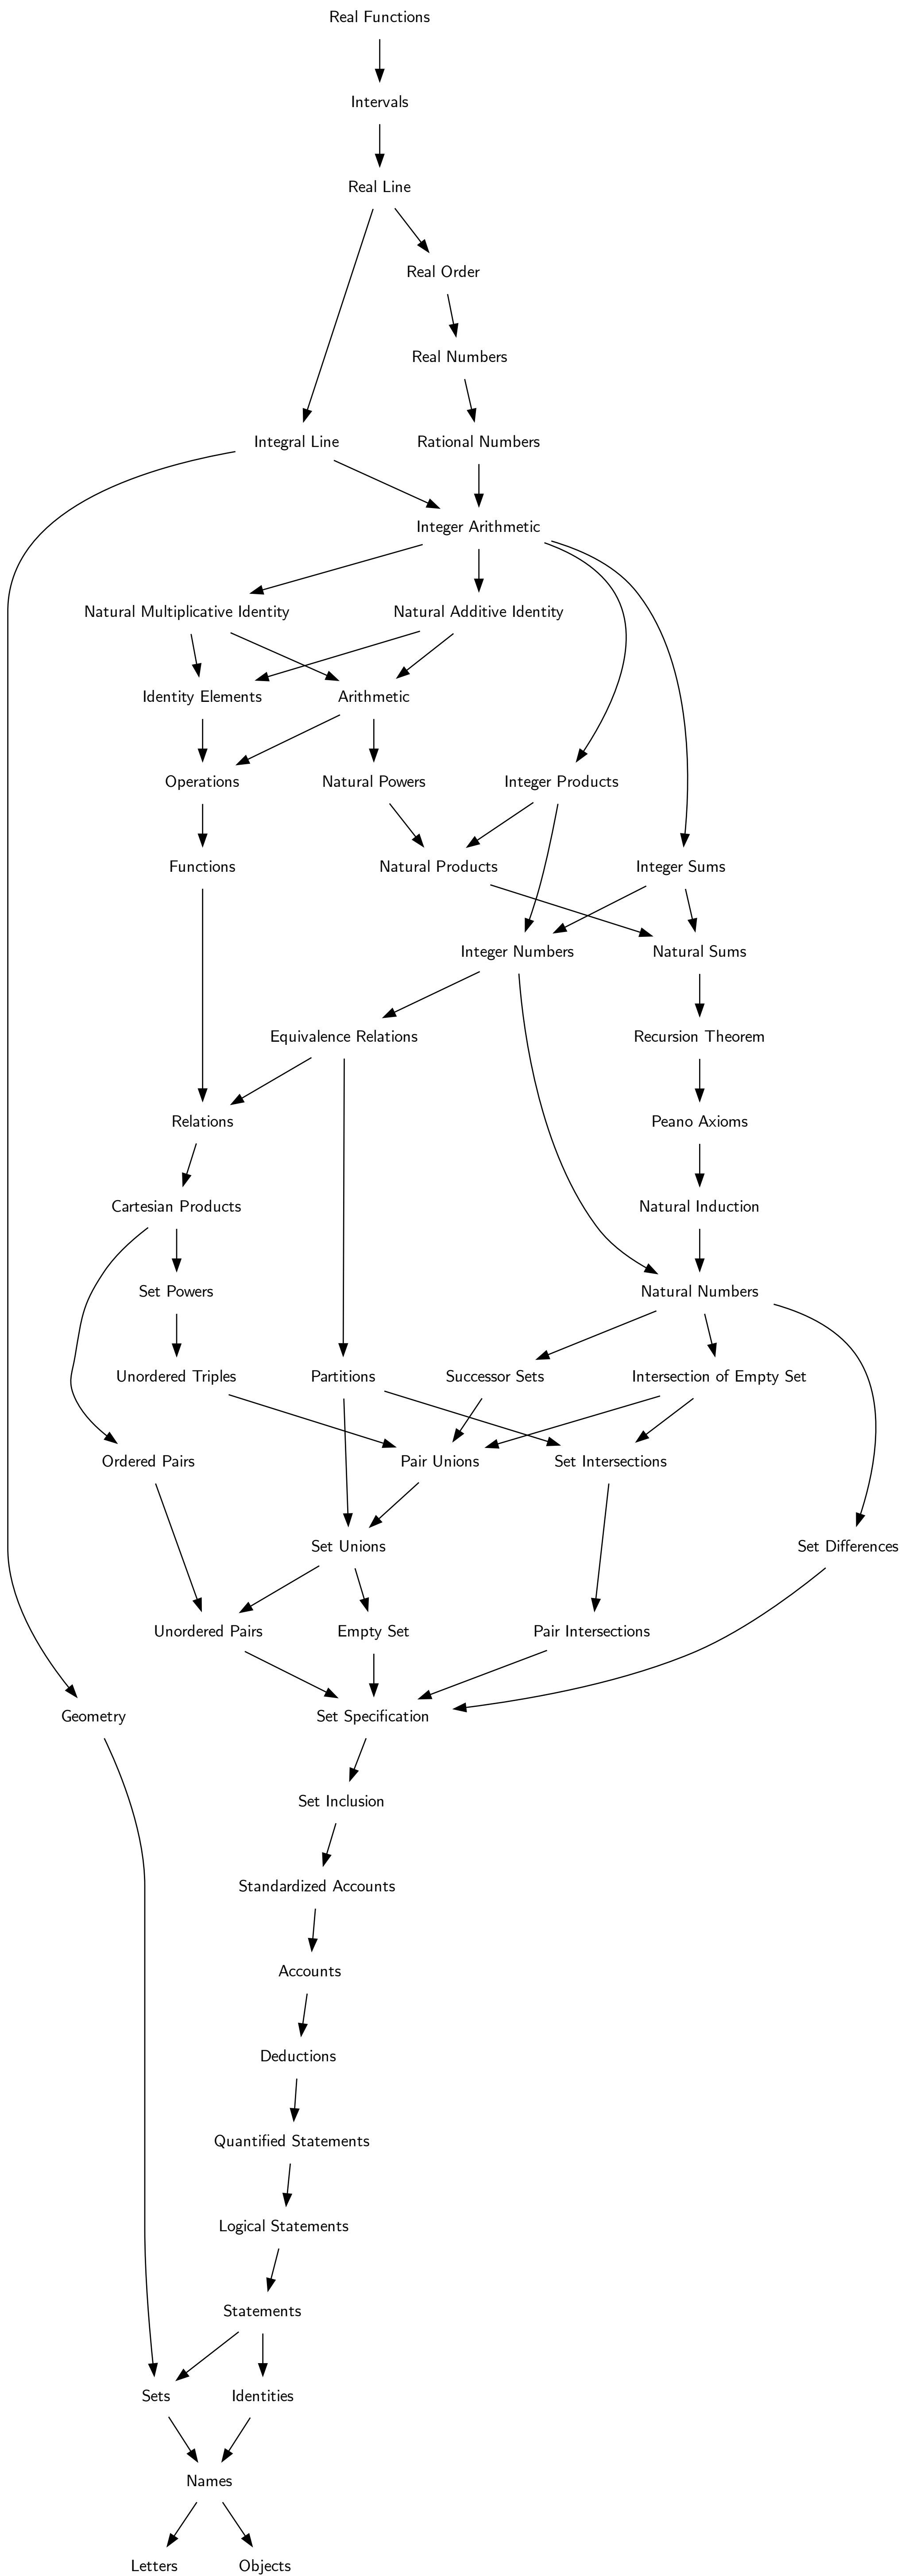 Real Functions
Intervals
Real Line
Real Order
Real Numbers
Integral Line
Rational Numbers
Integer Arithmetic
Natural Multiplicative Identity
Natural Additive Identity
Identity Elements
Arithmetic
Operations
Natural Powers
Integer Products
Functions
Natural Products
Integer Sums
Integer Numbers
Natural Sums
Equivalence Relations
Recursion Theorem
Relations
Peano Axioms
Cartesian Products
Natural Induction
Set Powers
Natural Numbers
Unordered Triples
Partitions
Successor Sets
Intersection of Empty Set
Ordered Pairs
Pair Unions
Set Intersections
Set Unions
Set Differences
Unordered Pairs
Empty Set
Pair Intersections
Geometry
Set Specification
Set Inclusion
Standardized Accounts
Accounts
Deductions
Quantified Statements
Logical Statements
Statements
Sets
Identities
Names
Letters
Objects